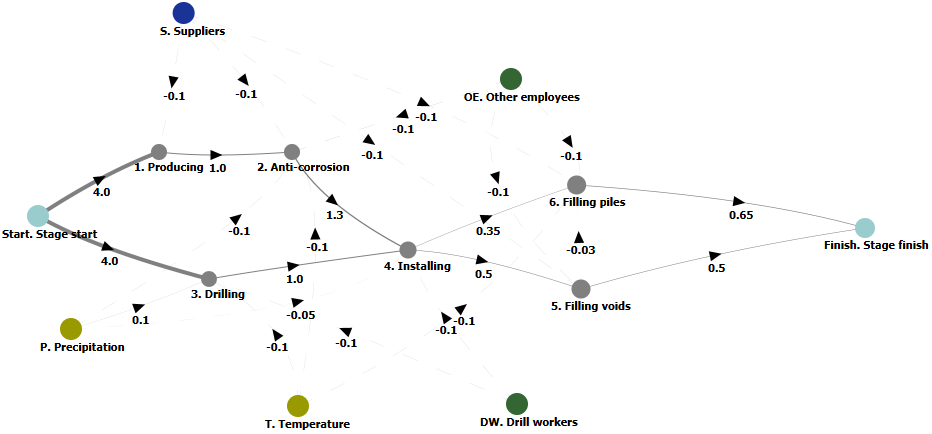 S. Suppliers
-0.1
-0.1
OE. Other employees
-0.1
-0.1
-0.1
-0.1
1. Producing
1.0
2. Anti-corrosion
4.0
-0.1
6. Filling piles
1.3
0.65
Start. Stage start
-0.1
0.35
-0.1
-0.03
Finish. Stage finish
4.0
4. Installing
1.0
0.5
0.5
3. Drilling
5. Filling voids
0.1
-0.05
-0.1
-0.1
P. Precipitation
-0.1
-0.1
T. Temperature
DW. Drill workers